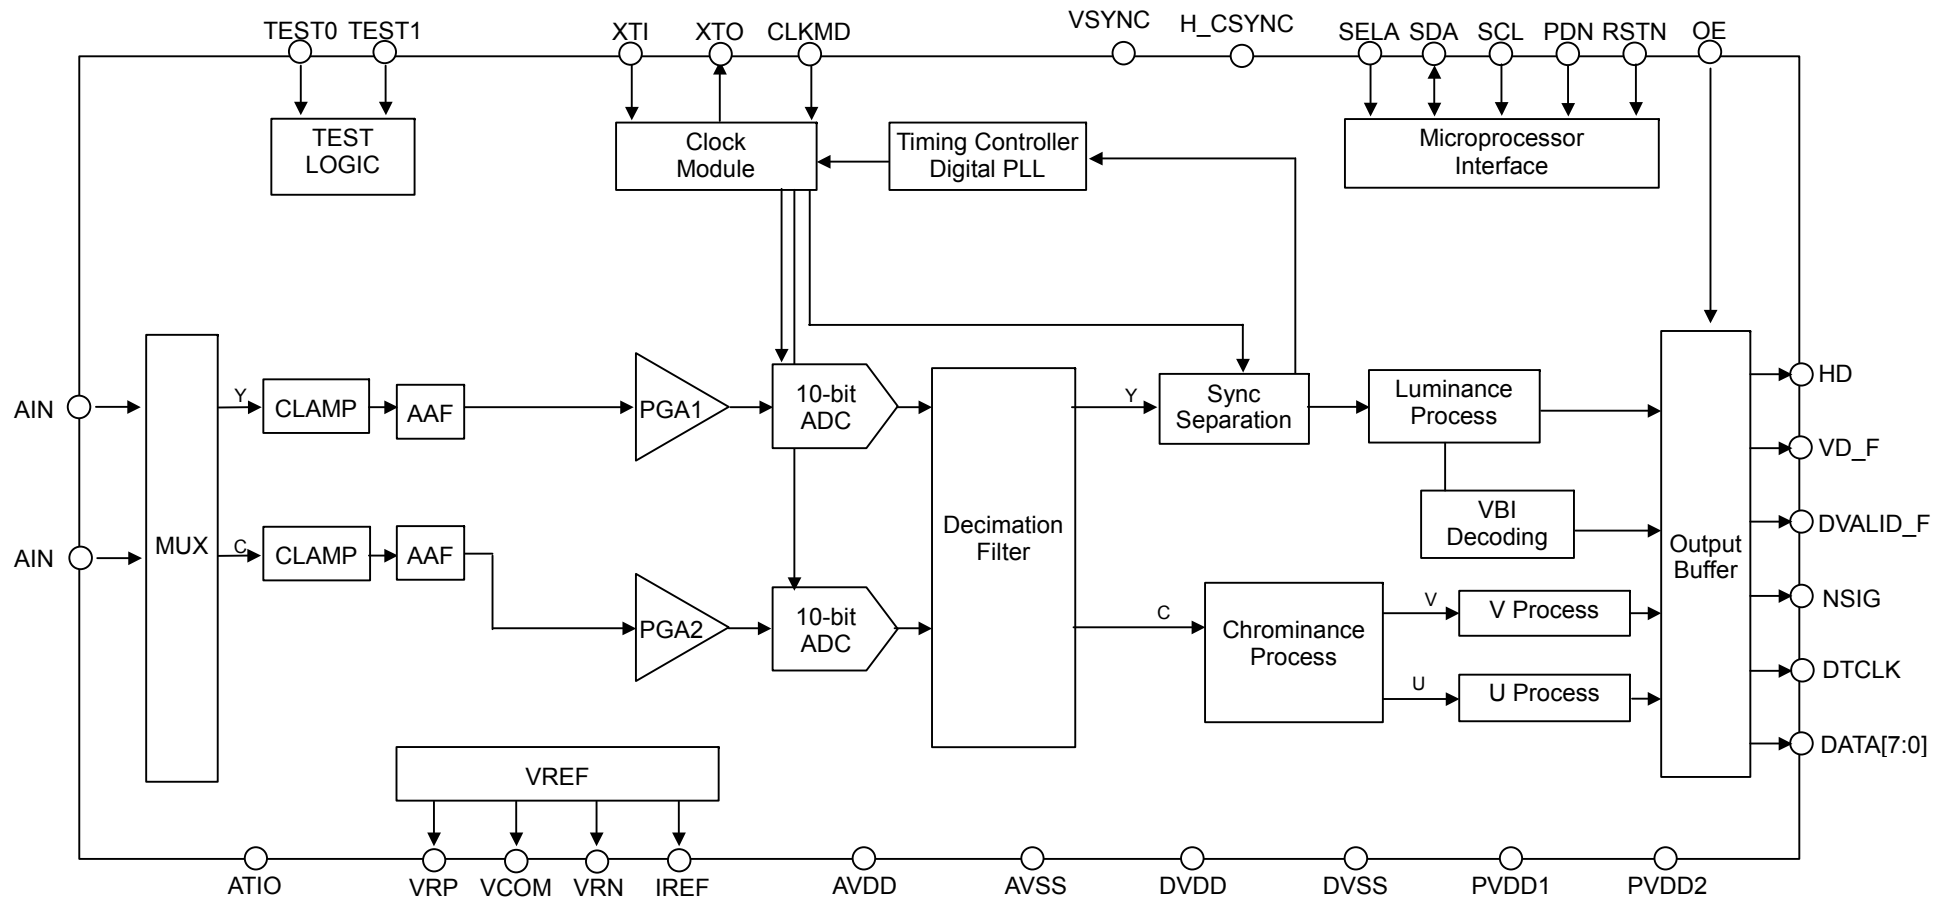 TEST0 TEST1 XTI XTO CLKMD VSYNC H_CSYNC SELA SDA SCL PDN RSTN OE
TEST
LOGIC
Clock
Module
Timing Controller
Digital PLL
Microprocessor
Interface
AIN
AIN
MUX
Y
CLAMP
AAF
PGA1
10-bit
ADC
C
CLAMP
AAF
PGA2
10-bit
ADC
Decimation
Filter
Y
Sync
Separation
Luminance
Process
VBI
Decoding
C
Chrominance
Process
V
V Process
U
U Process
Output
Buffer
HD
VD_F
DVALID_F
NSIG
DTCLK
DATA[7:0]
VREF
ATIO VRP VCOM VRN IREF AVDD AVSS DVDD DVSS PVDD1 PVDD2